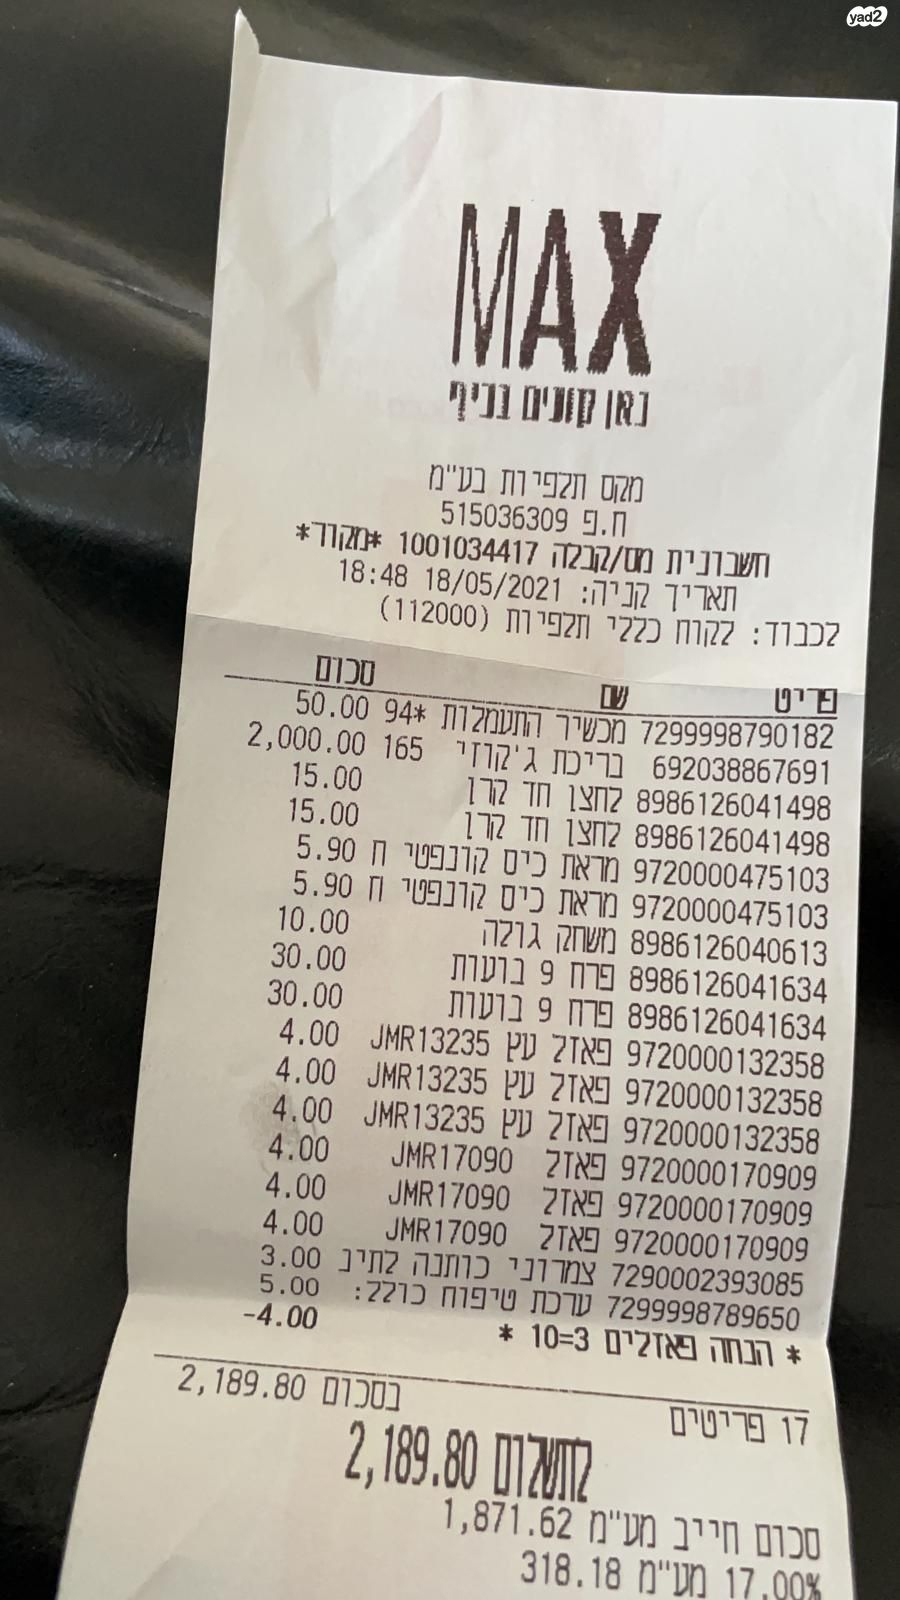 yad2
MAX
כאן קונים בכיף
מקס תלפיות בע"מ
ח.פ 515036309
חשבונית מס/קבלה 1001034417 *מקור*
תאריך קניה: 18/05/2021 18:48
לכבוד: לקוח כללי תלפיות (112000)
פריט שם סכום
7299998790182 מכשיר התעמלות *94 50.00
692038867691 בריכת ג'קוזי 165 2,000.00
8986126041498 לחצן חד קרן 15.00
8986126041498 לחצן חד קרן 15.00
9720000475103 מראת כיס קונפטי ח 5.90
9720000475103 מראת כיס קונפטי ח 5.90
8986126040613 משחק גולה 10.00
8986126041634 פרח 9 בועות 30.00
8986126041634 פרח 9 בועות 30.00
9720000132358 פאזל עץ JMR13235 4.00
9720000132358 פאזל עץ JMR13235 4.00
9720000132358 פאזל עץ JMR13235 4.00
9720000170909 פאזל JMR17090 4.00
9720000170909 פאזל JMR17090 4.00
9720000170909 פאזל JMR17090 4.00
7290002393085 צמרוני כותנה לתינ 3.00
7299998789650 ערכת טיפוח כולל: 5.00
* הנחה פאזלים 3=10 * -4.00
17 פריטים בסכום 2,189.80
לתשלום 2,189.80
סכום חייב מע"מ 1,871.62
17.00% מע"מ 318.18